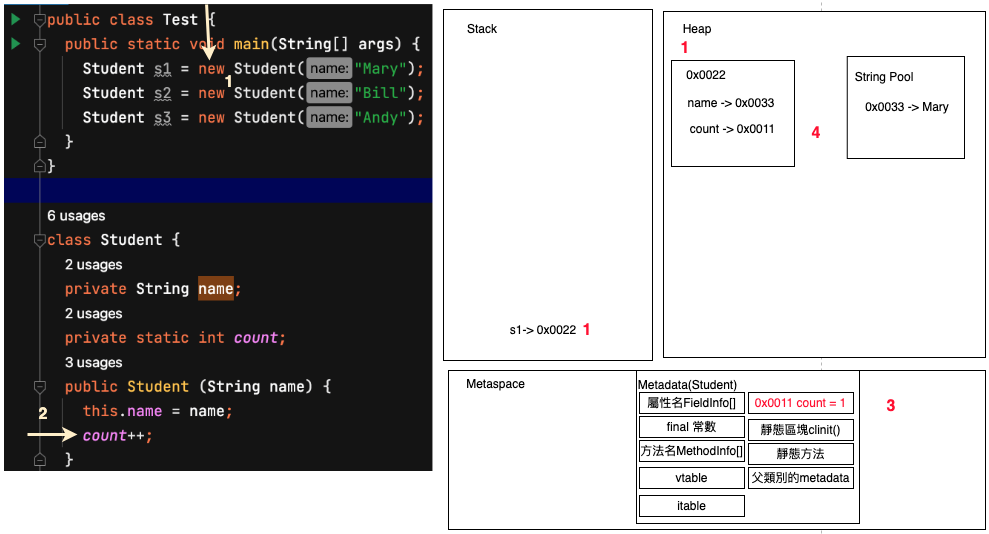 public class Test {
public static void main(String[] args) {
Student s1 = new Student( name: "Mary");
1
Student s2 = new Student( name: "Bill");
Student s3 = new Student( name: "Andy");
}
}
6 usages
class Student {
2 usages
private String name;
2 usages
private static int count;
3 usages
public Student (String name) {
2
this.name = name;
count++;
}
Stack
s1-> 0x0022 1
Heap
1
0x0022
name -> 0x0033
count -> 0x0011
4
String Pool
0x0033 -> Mary
Metaspace
Metadata(Student)
屬性名FieldInfo[]
0x0011 count = 1
3
final 常數
靜態區塊clinit()
方法名MethodInfo[]
靜態方法
vtable
父類別的metadata
itable